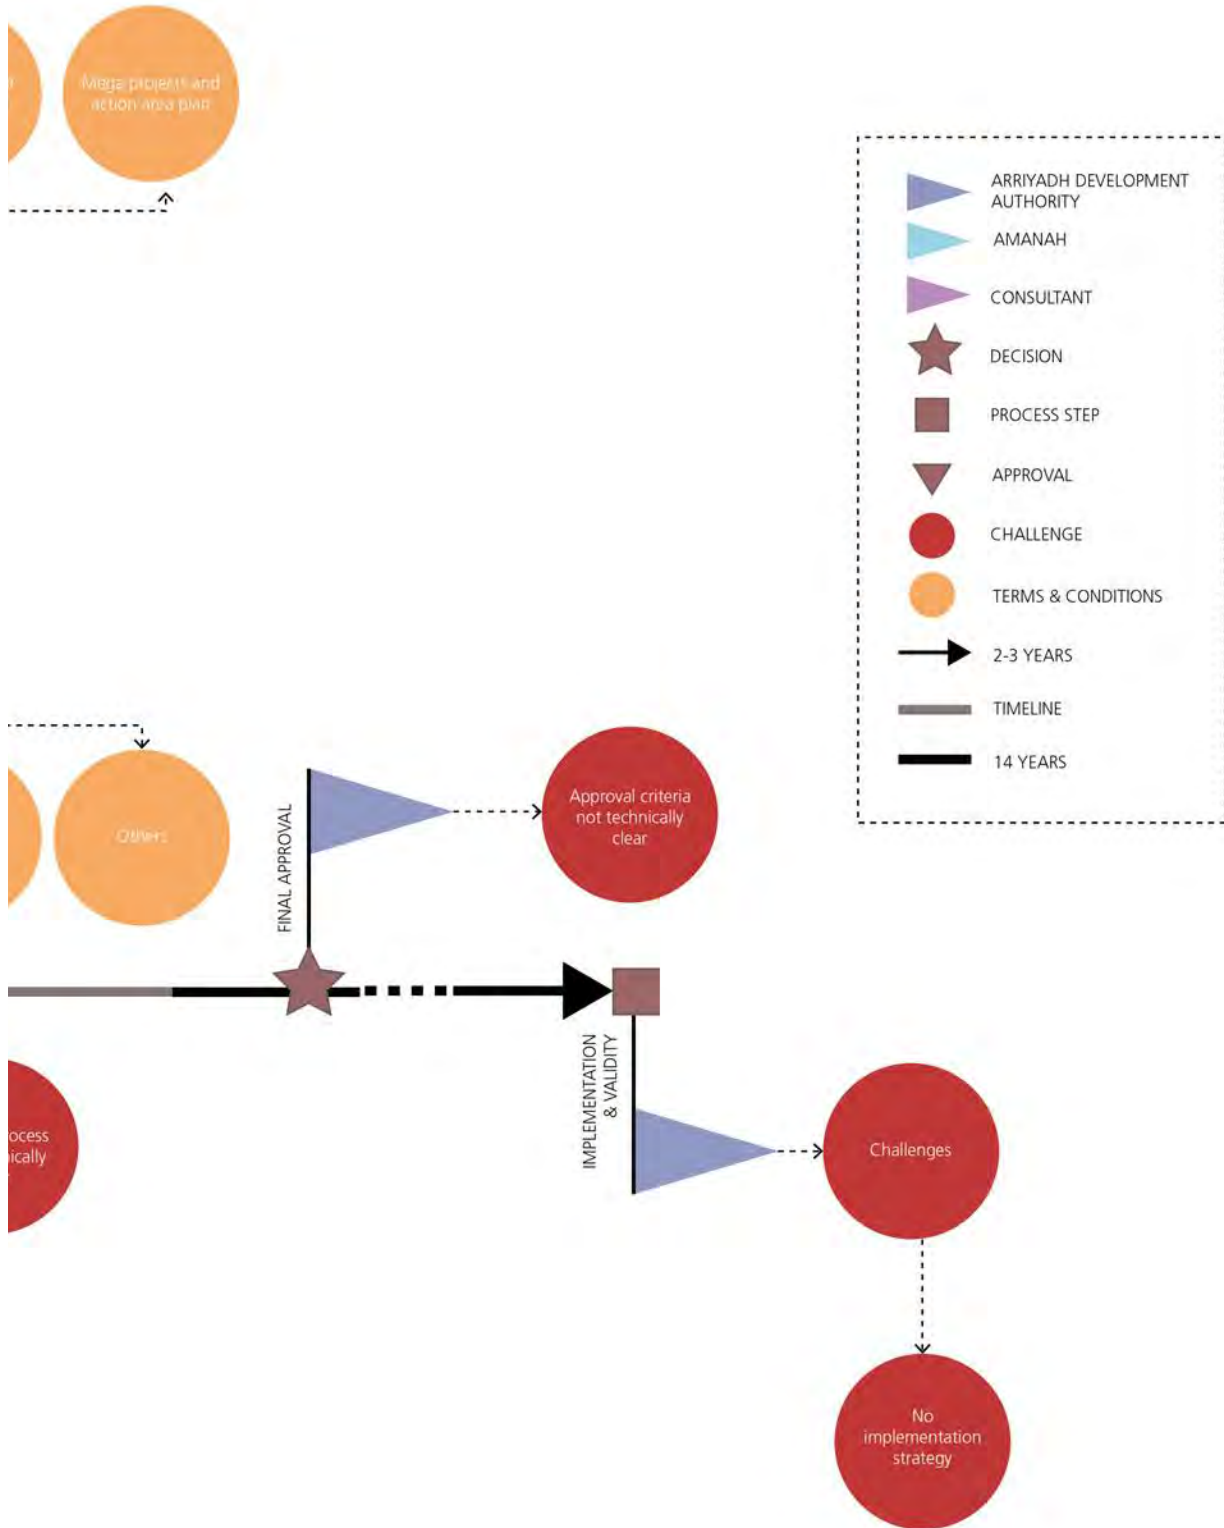 Mega projects and
action area plan
ARRIYADH DEVELOPMENT
AUTHORITY
AMANAH
CONSULTANT
DECISION
PROCESS STEP
APPROVAL
CHALLENGE
TERMS & CONDITIONS
2-3 YEARS
TIMELINE
14 YEARS
Others
FINAL APPROVAL
Approval criteria
not technically
clear
IMPLEMENTATION
& VALIDITY
Challenges
No
implementation
strategy